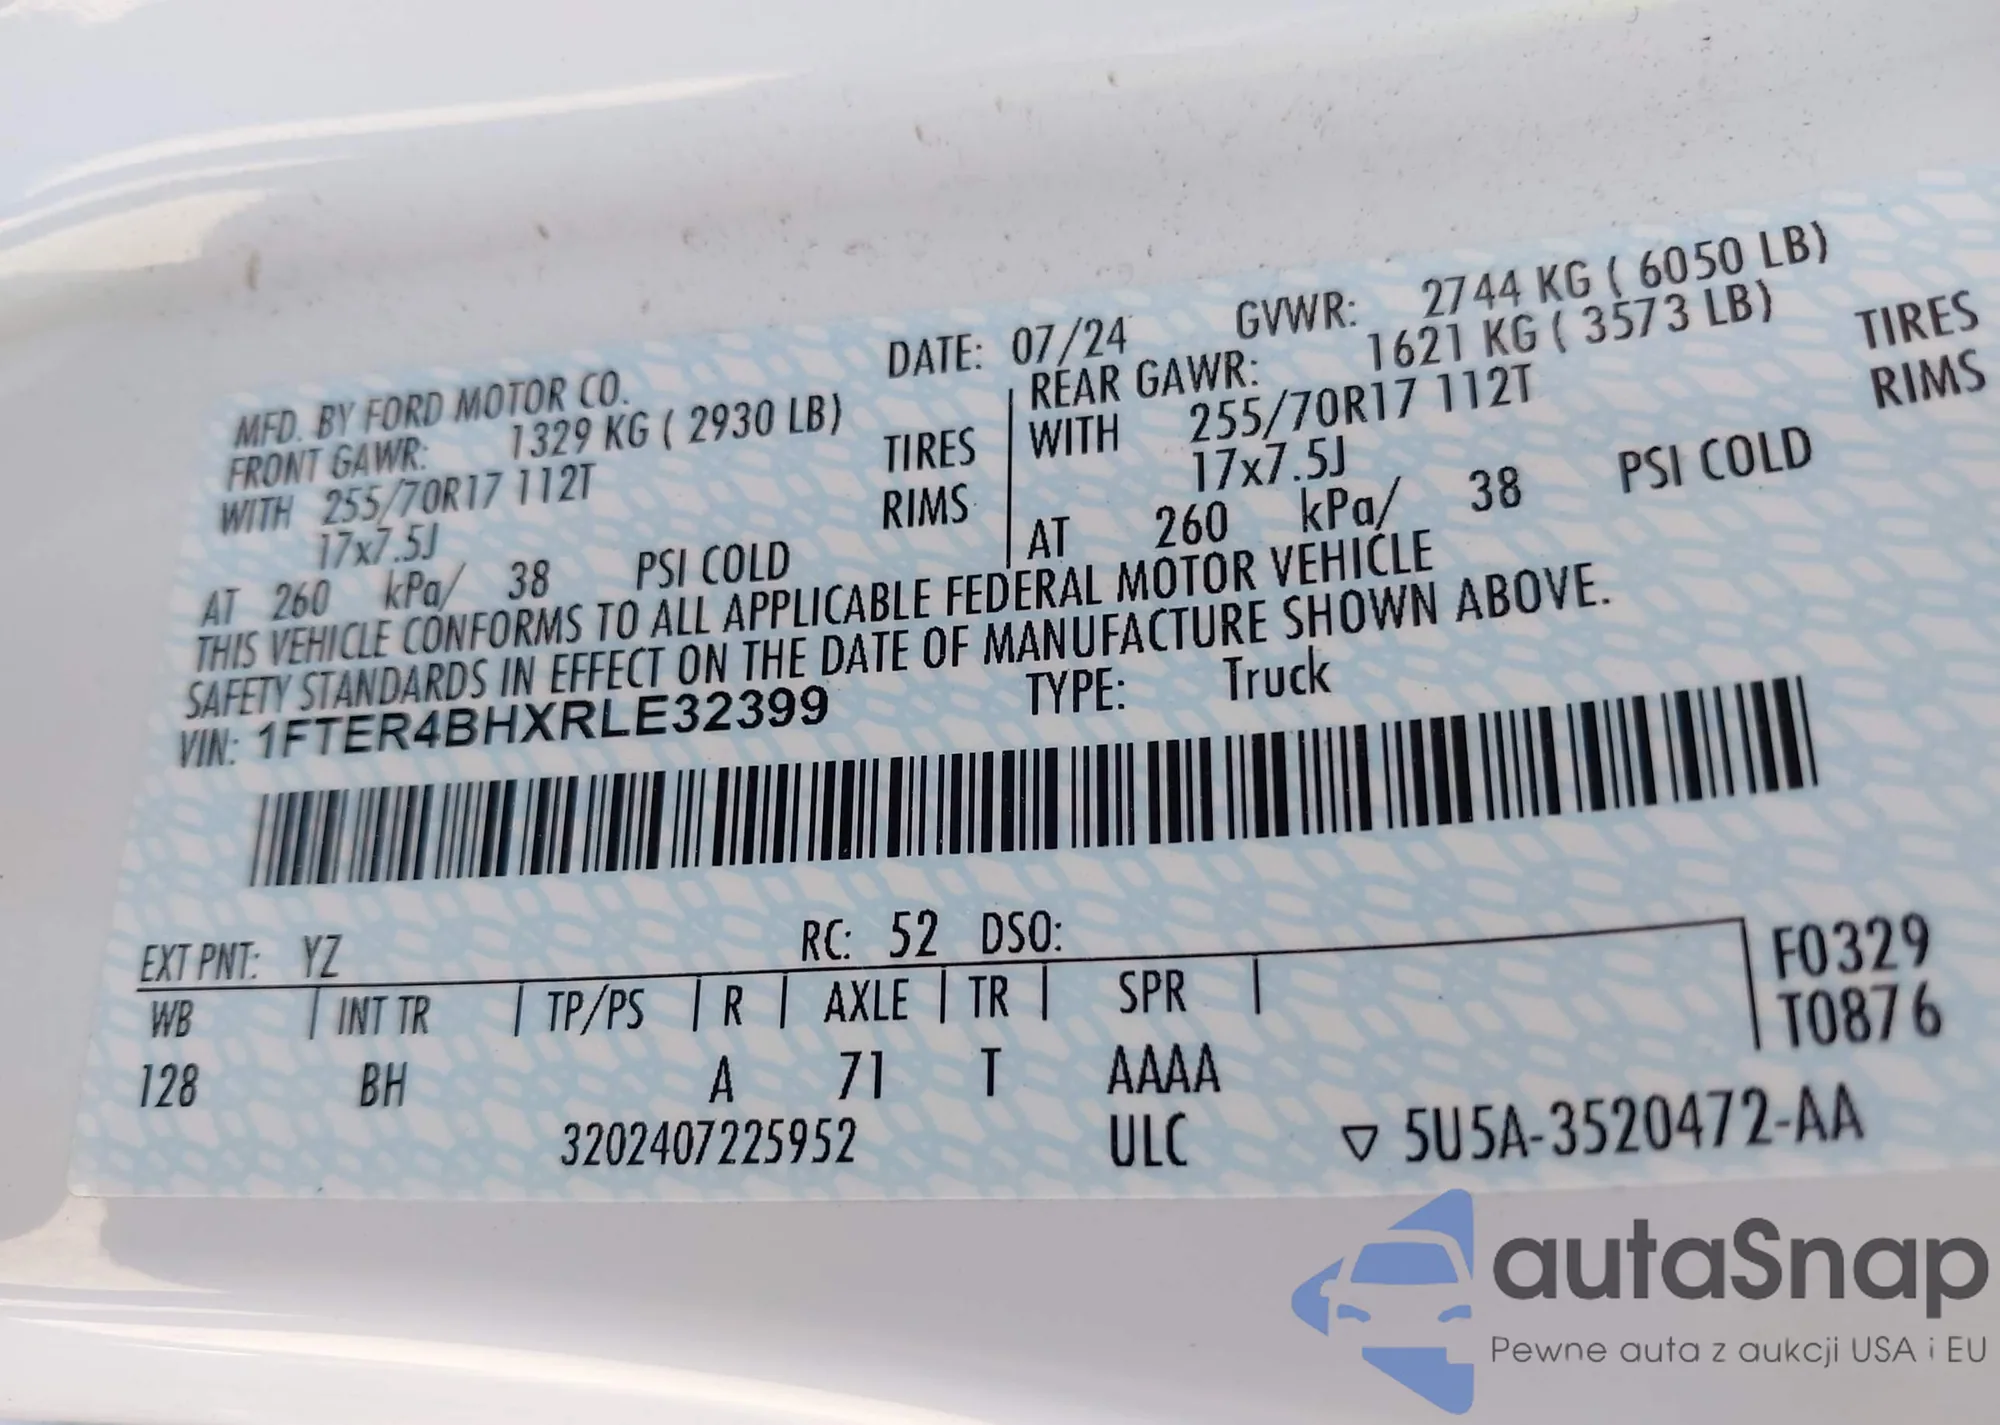 MFD. BY FORD MOTOR CO.
DATE: 07/24
GVWR: 2744 KG ( 6050 LB)
FRONT GAWR: 1329 KG ( 2930 LB)
WITH 255/70R17 112T TIRES
17x7.5J RIMS
AT 260 kPa/ 38 PSI COLD
REAR GAWR: 1621 KG ( 3573 LB)
WITH 255/70R17 112T TIRES
17x7.5J RIMS
AT 260 kPa/ 38 PSI COLD
THIS VEHICLE CONFORMS TO ALL APPLICABLE FEDERAL MOTOR VEHICLE
SAFETY STANDARDS IN EFFECT ON THE DATE OF MANUFACTURE SHOWN ABOVE.
VIN: 1FTER4BHXRLE32399 TYPE: Truck
EXT PNT: YZ RC: 52 DSO:
WB | INT TR | TP/PS | R | AXLE | TR | SPR |
128 BH A 71 T AAAA
F0329
T0876
3202407225952 ULC ▽ 5U5A-3520472-AA
autaSnap
Pewne auta z aukcji USA i EU